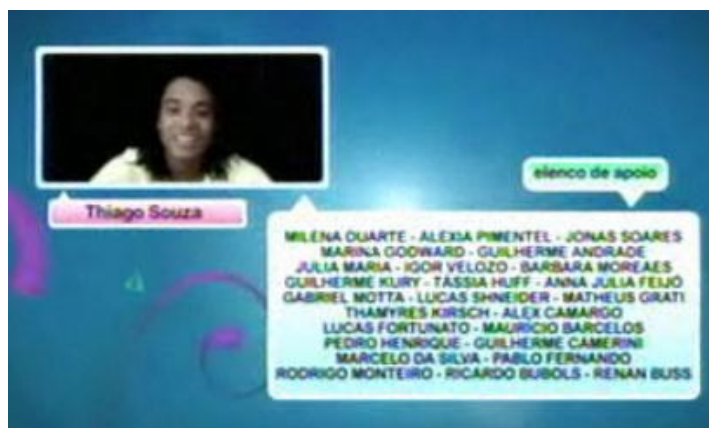 Thiago Souza
elenco de apoio
MILENA DUARTE - ALEXIA PIMENTEL - JONAS SOARES
MARINA GODWARD - GUILHERME ANDRADE
JULIA MARIA - IGOR VELOZO - BARBARA MOREAES
GUILHERME KURY - TÁSSIA HUFF - ANNA JULIA FEIJÓ
GABRIEL MOTTA - LUCAS SHNEIDER - MATHEUS GRATI
THAMYRES KIRSCH - ALEX CAMARGO
LUCAS FORTUNATO - MAURÍCIO BARCELOS
PEDRO HENRIQUE - GUILHERME CAMERINI
MARCELO DA SILVA - PABLO FERNANDO
RODRIGO MONTEIRO - RICARDO BUBOLS - RENAN BUSS